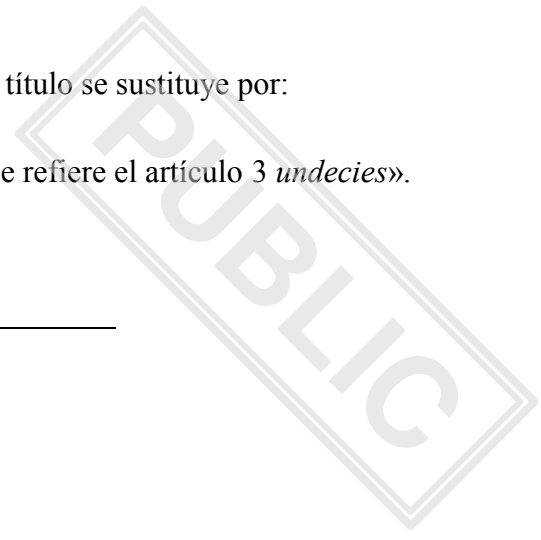 título se sustituye por:
e refiere el artículo 3 undecies».
PUBLIC